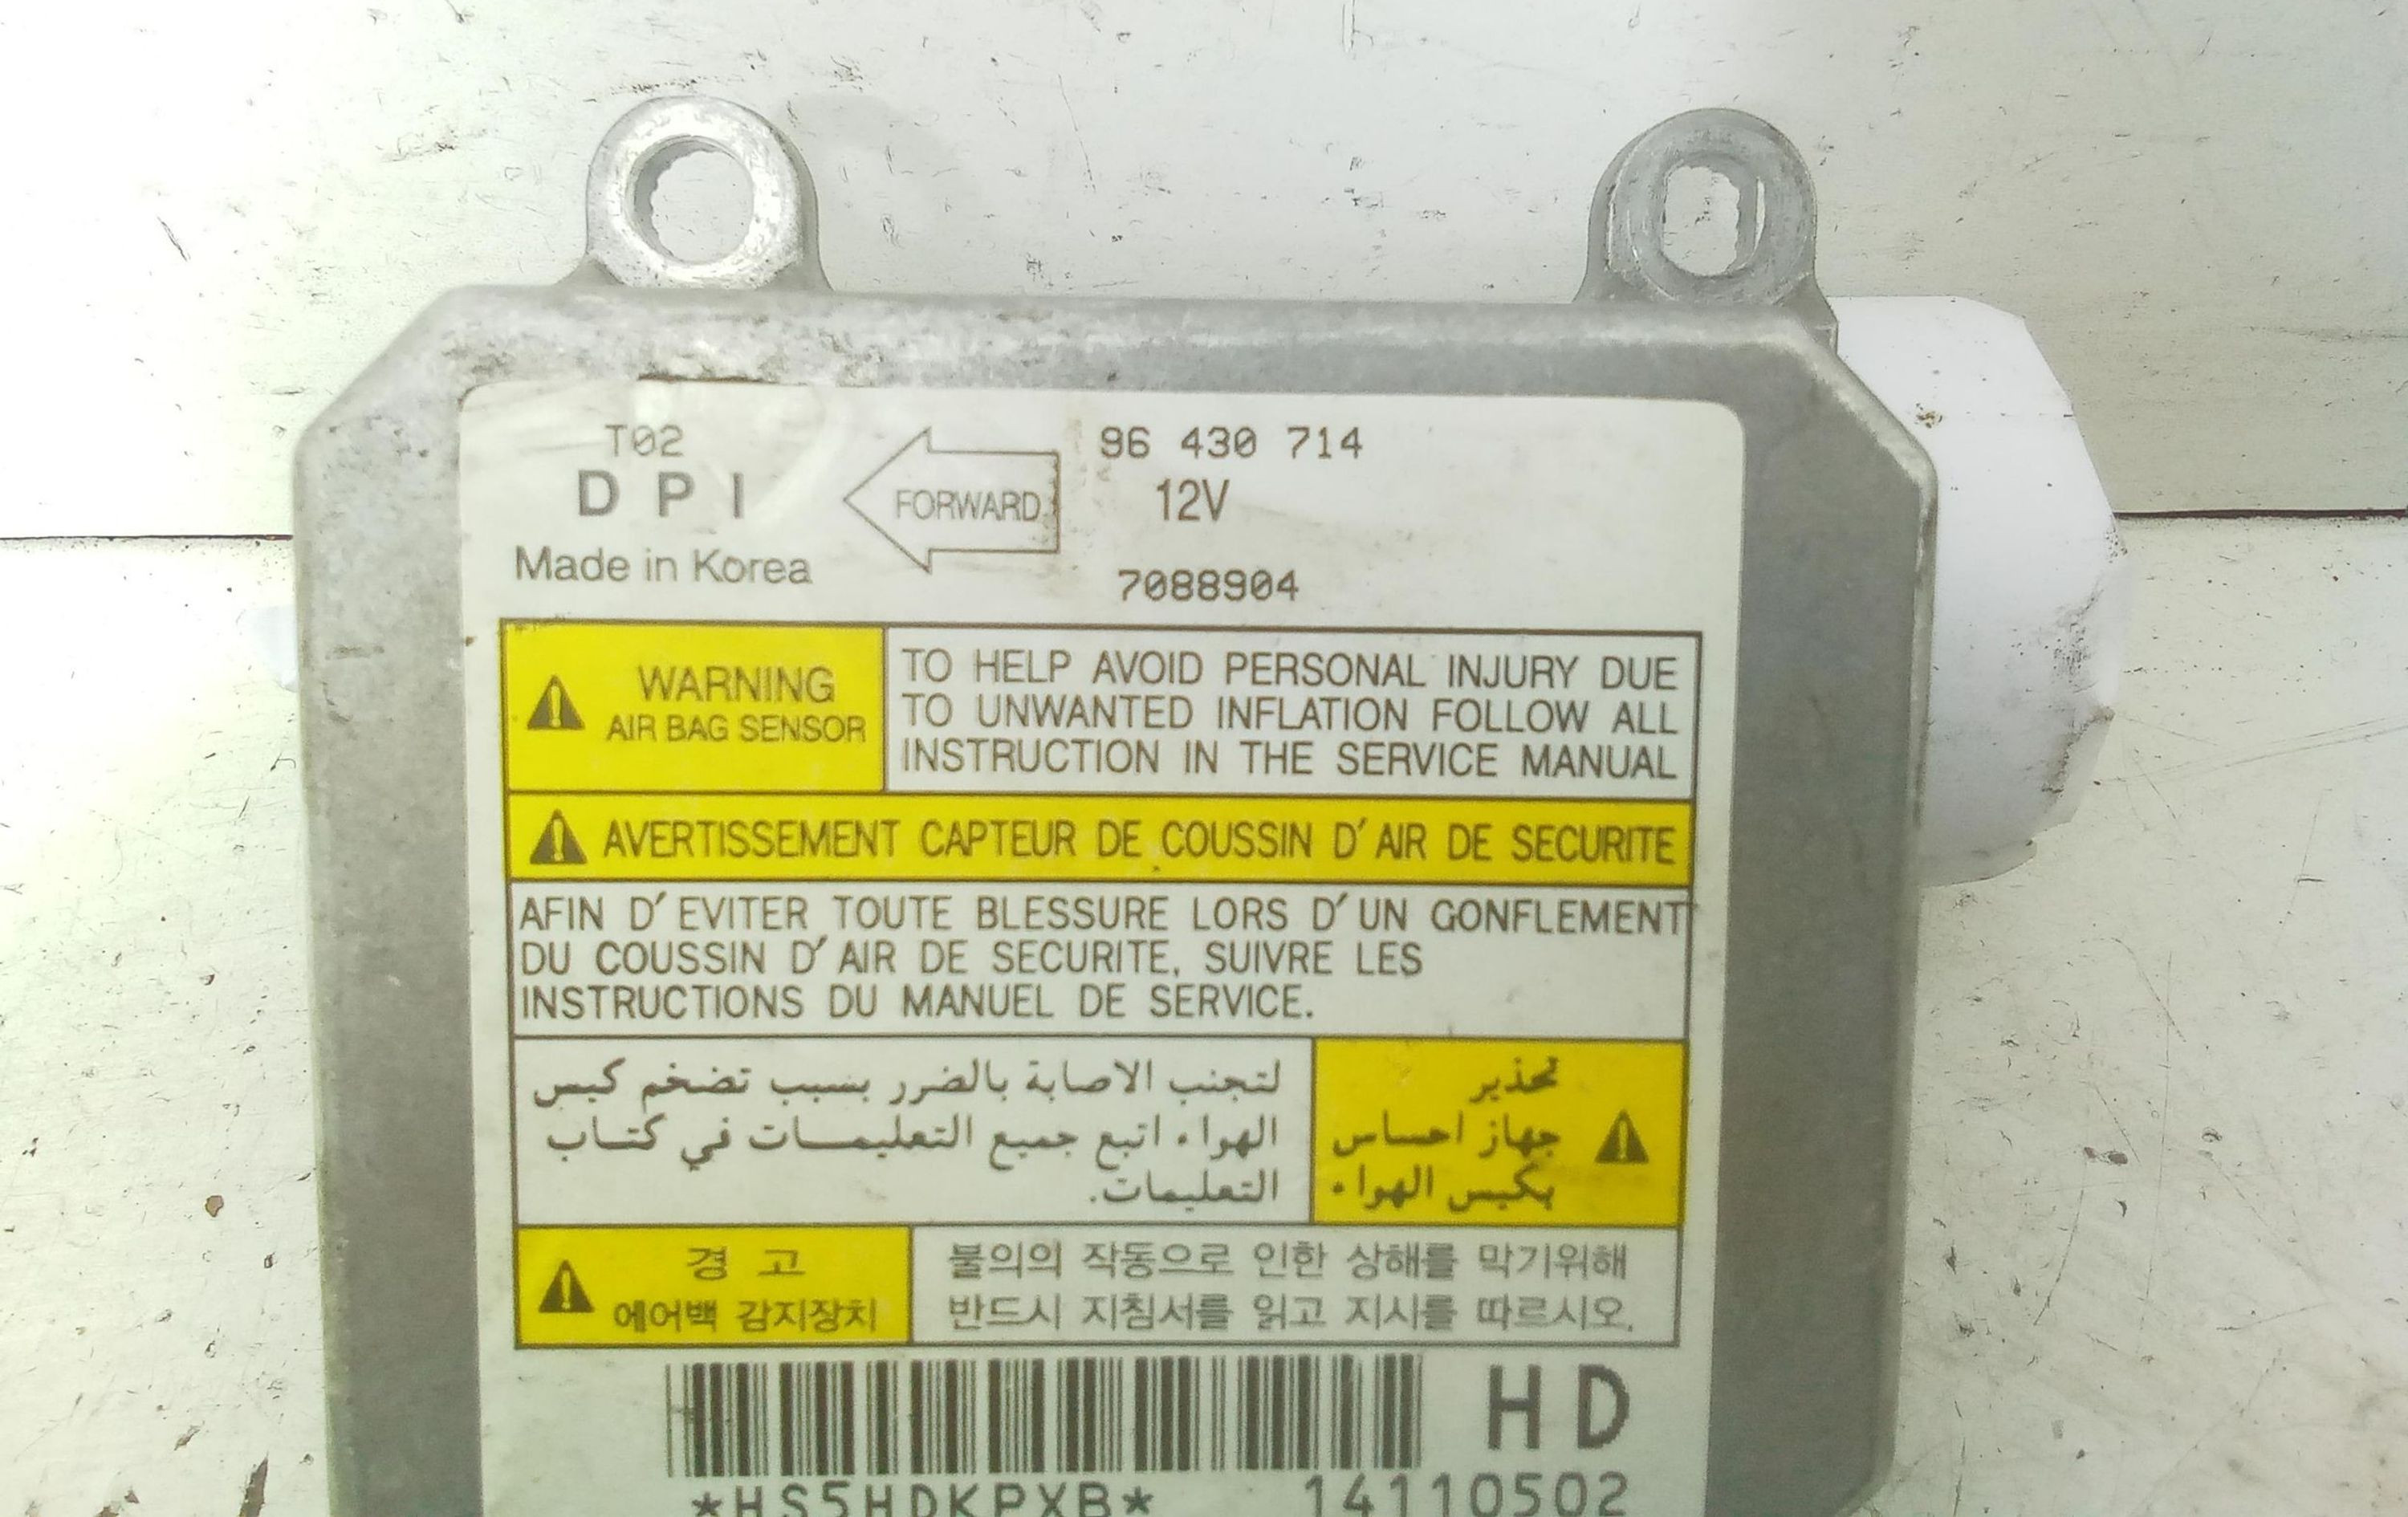 T02
D P I
Made in Korea
FORWARD
96 430 714
12V
7088904
WARNING
AIR BAG SENSOR
TO HELP AVOID PERSONAL INJURY DUE
TO UNWANTED INFLATION FOLLOW ALL
INSTRUCTION IN THE SERVICE MANUAL
AVERTISSEMENT CAPTEUR DE COUSSIN D'AIR DE SECURITE
AFIN D'EVITER TOUTE BLESSURE LORS D'UN GONFLEMENT
DU COUSSIN D'AIR DE SECURITE, SUIVRE LES
INSTRUCTIONS DU MANUEL DE SERVICE.
تحذير
جهاز احساس
بكيس الهواء
لتجنب الاصابة بالضرر بسبب تضخم كيس
الهواء اتبع جميع التعليمات في كتاب
التعليمات.
경 고
에어백 감지장치
불의의 작동으로 인한 상해를 막기위해
반드시 지침서를 읽고 지시를 따르시오.
H D
*HS5HDKPXB* 14110502